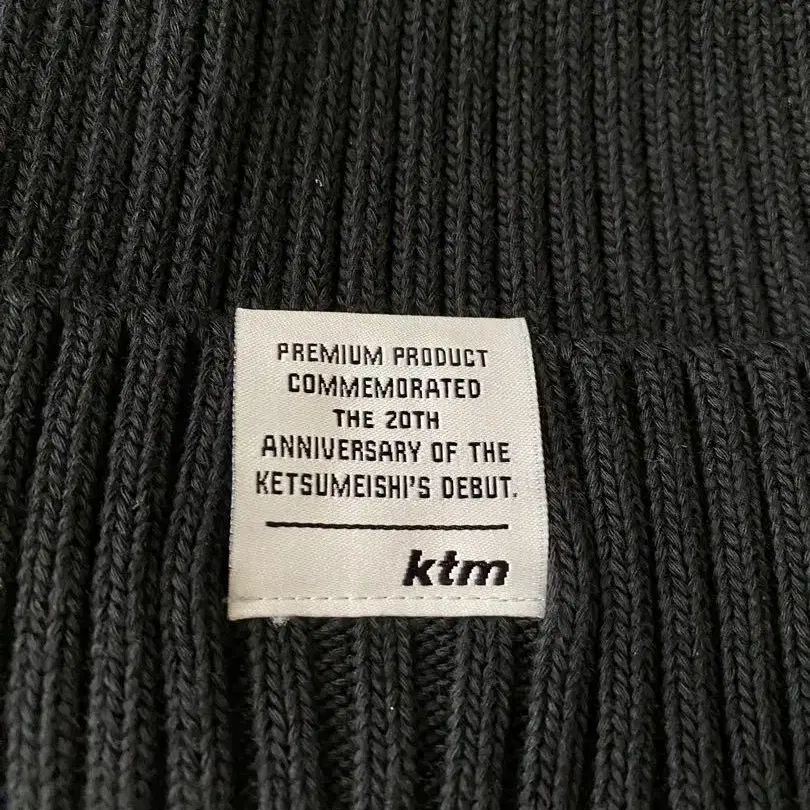 PREMIUM PRODUCT
COMMEMORATED
THE 20TH
ANNIVERSARY OF THE
KETSUMEISHI'S DEBUT.
ktm